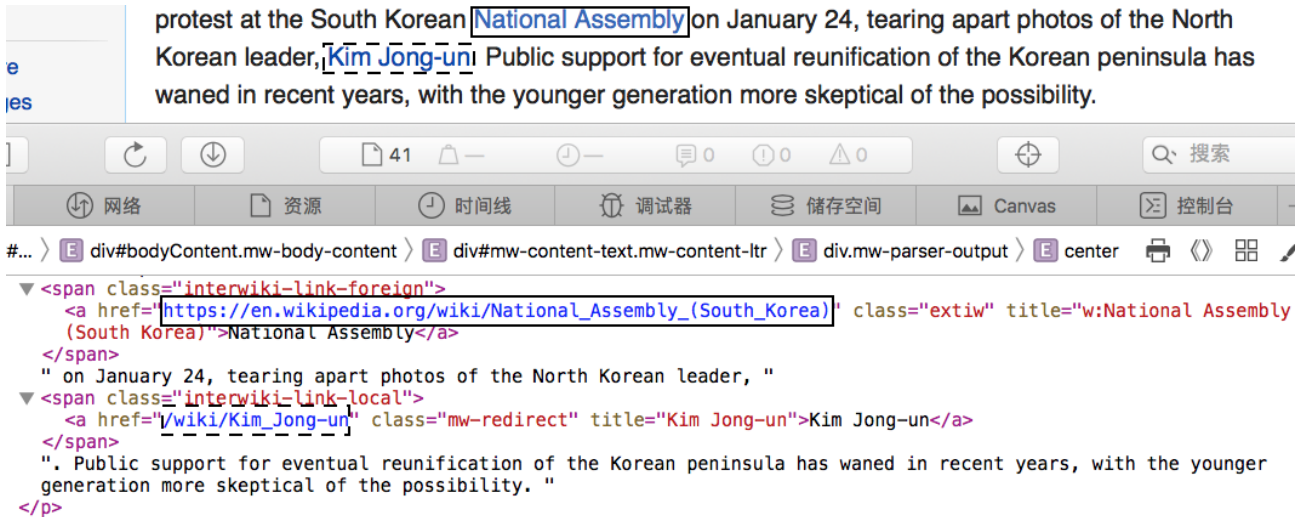 protest at the South Korean National Assembly on January 24, tearing apart photos of the North
Korean leader, Kim Jong-un. Public support for eventual reunification of the Korean peninsula has
waned in recent years, with the younger generation more skeptical of the possibility.
41 — — 0 0 0 搜索
网络 资源 时间线 调试器 储存空间 Canvas 控制台
#... 〉 E div#bodyContent.mw-body-content 〉 E div#mw-content-text.mw-content-ltr 〉 E div.mw-parser-output 〉 E center
<span class="interwiki-link-foreign">
<a href="https://en.wikipedia.org/wiki/National_Assembly_(South_Korea)" class="extiw" title="w:National Assembly
(South Korea)">National Assembly</a>
</span>
" on January 24, tearing apart photos of the North Korean leader, "
<span class="interwiki-link-local">
<a href="/wiki/Kim_Jong-un" class="mw-redirect" title="Kim Jong-un">Kim Jong-un</a>
</span>
". Public support for eventual reunification of the Korean peninsula has waned in recent years, with the younger
generation more skeptical of the possibility. "
</p>